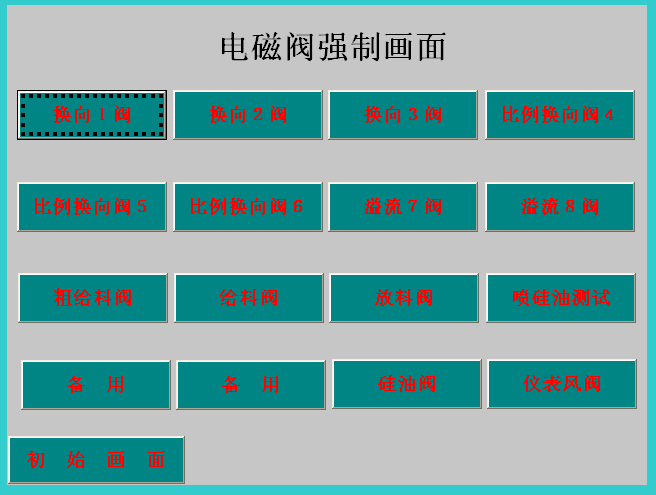 电磁阀强制画面
换向1阀 换向2阀 换向3阀 比例换向阀4
比例换向阀5 比例换向阀6 溢流7阀 溢流8阀
粗给料阀 给料阀 放料阀 喷硅油测试
备 用 备 用 硅油阀 仪表风阀
初 始 画 面